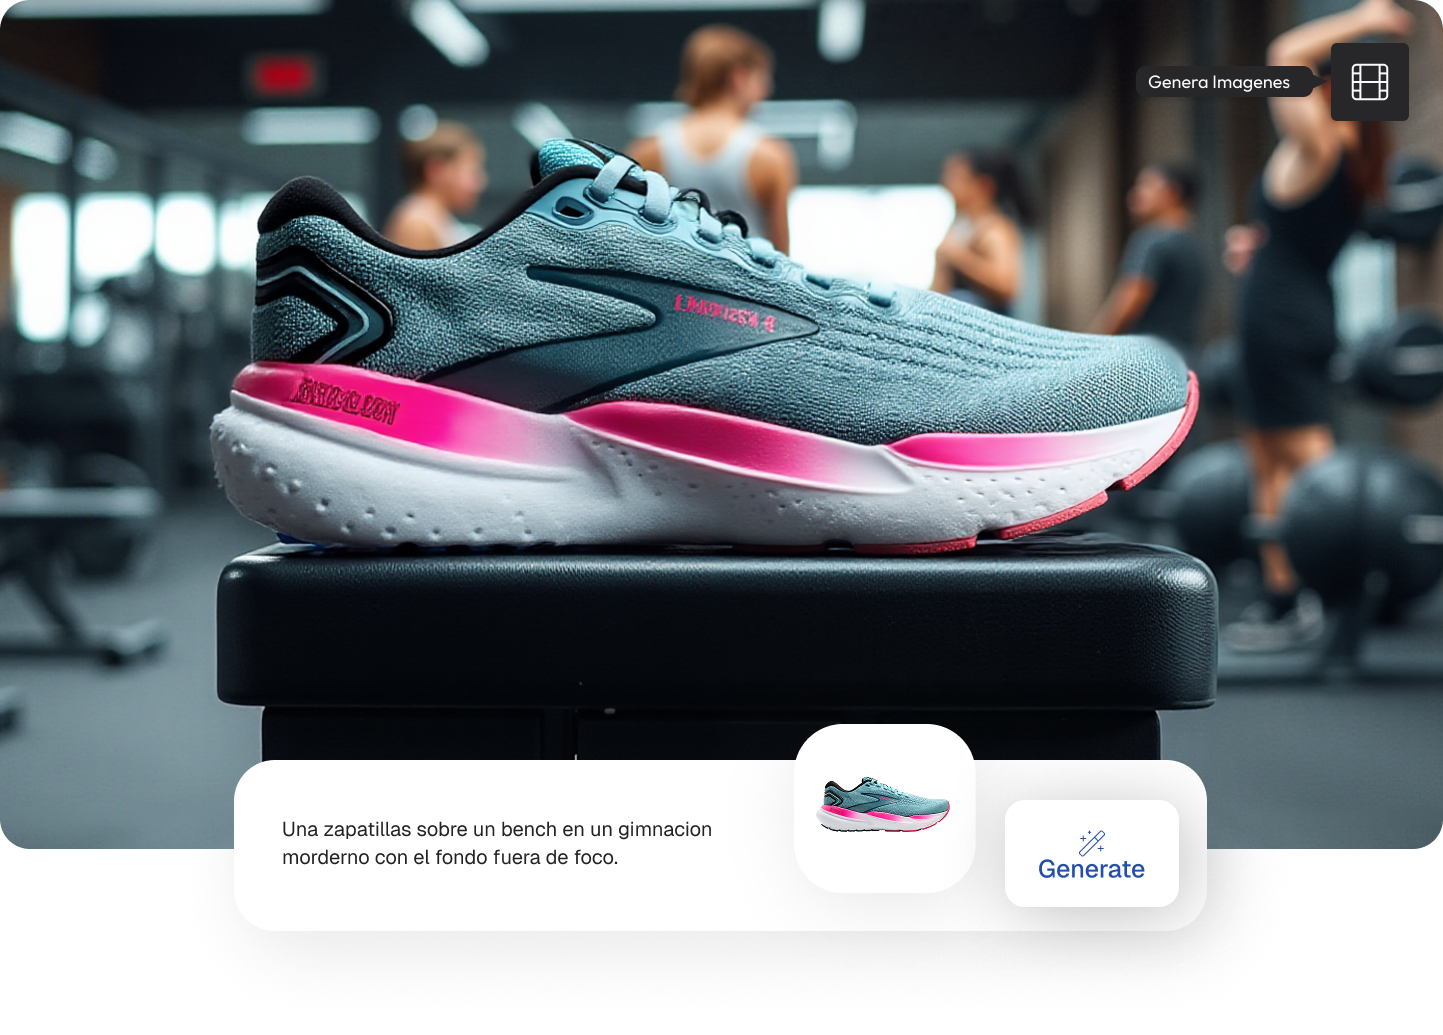 Genera Imagenes
Una zapatillas sobre un bench en un gimnacion
morderno con el fondo fuera de foco.
Generate